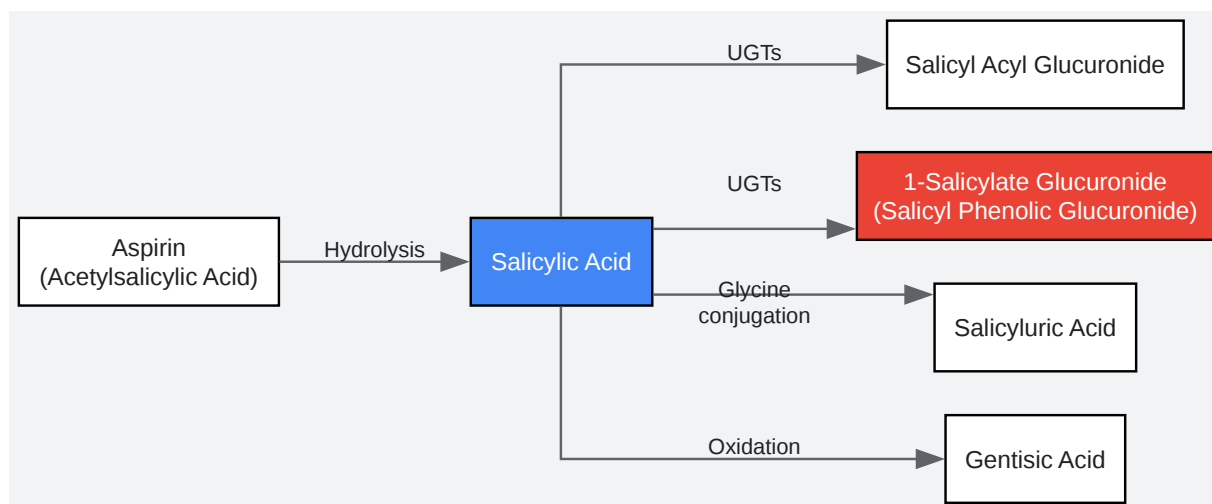 UGTs
Salicyl Acyl Glucuronide
UGTs
1-Salicylate Glucuronide
(Salicyl Phenolic Glucuronide)
Aspirin
(Acetylsalicylic Acid)
Hydrolysis
Salicylic Acid
Glycine
conjugation
Salicyluric Acid
Oxidation
Gentisic Acid